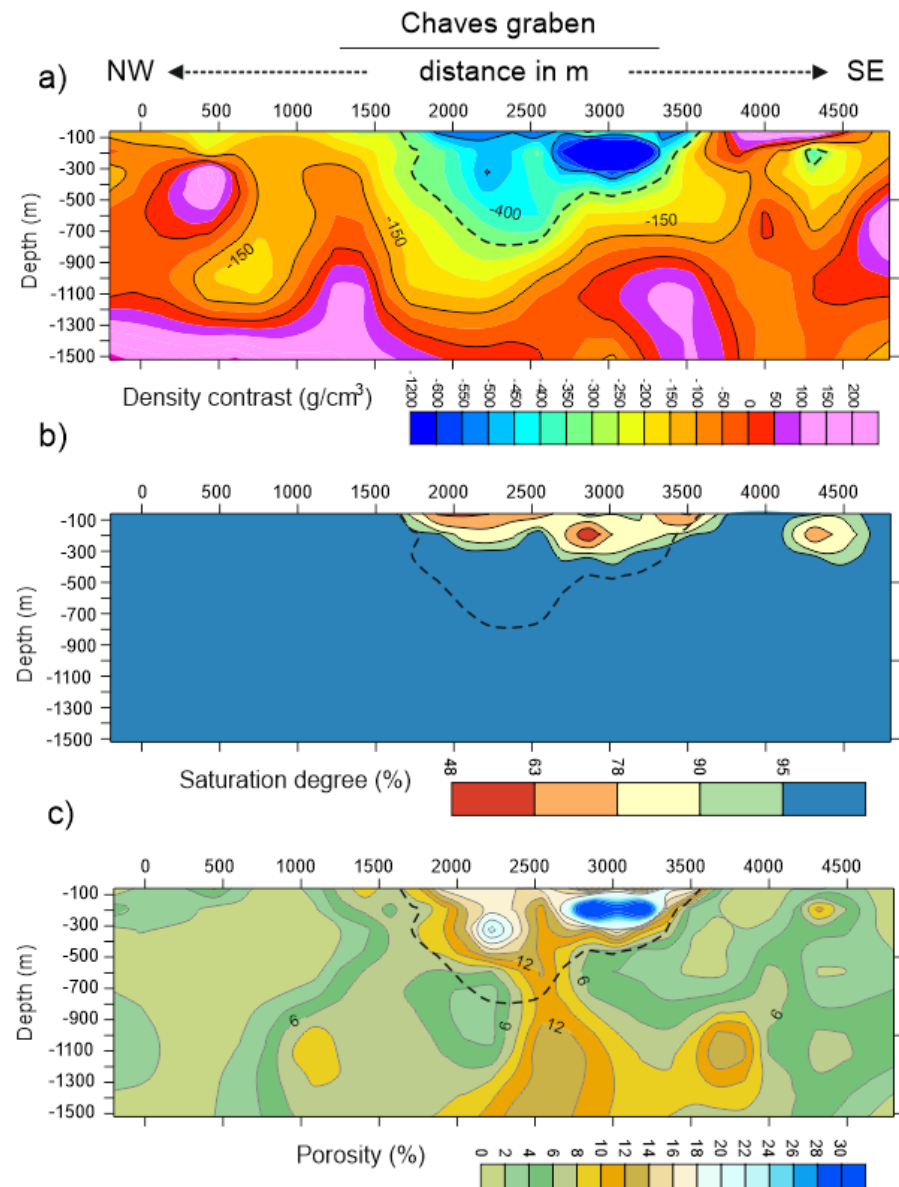 Chaves graben
a) NW distance in m SE
0 500 1000 1500 2000 2500 3000 3500 4000 4500
-100
-300
-500
-700
-900
-1100
-1300
-1500
Depth (m)
-400
-150
-150
-150
Density contrast (g/cm³)
-1200 -600 -550 -500 -450 -400 -350 -300 -250 -200 -150 -100 -50 0 50 100 150 200
b)
0 500 1000 1500 2000 2500 3000 3500 4000 4500
-100
-300
-500
-700
-900
-1100
-1300
-1500
Depth (m)
Saturation degree (%)
48 63 78 90 95
c)
0 500 1000 1500 2000 2500 3000 3500 4000 4500
-100
-300
-500
-700
-900
-1100
-1300
-1500
Depth (m)
12
6
6 6 12 6
Porosity (%)
0 2 4 6 8 10 12 14 16 18 20 22 24 26 28 30